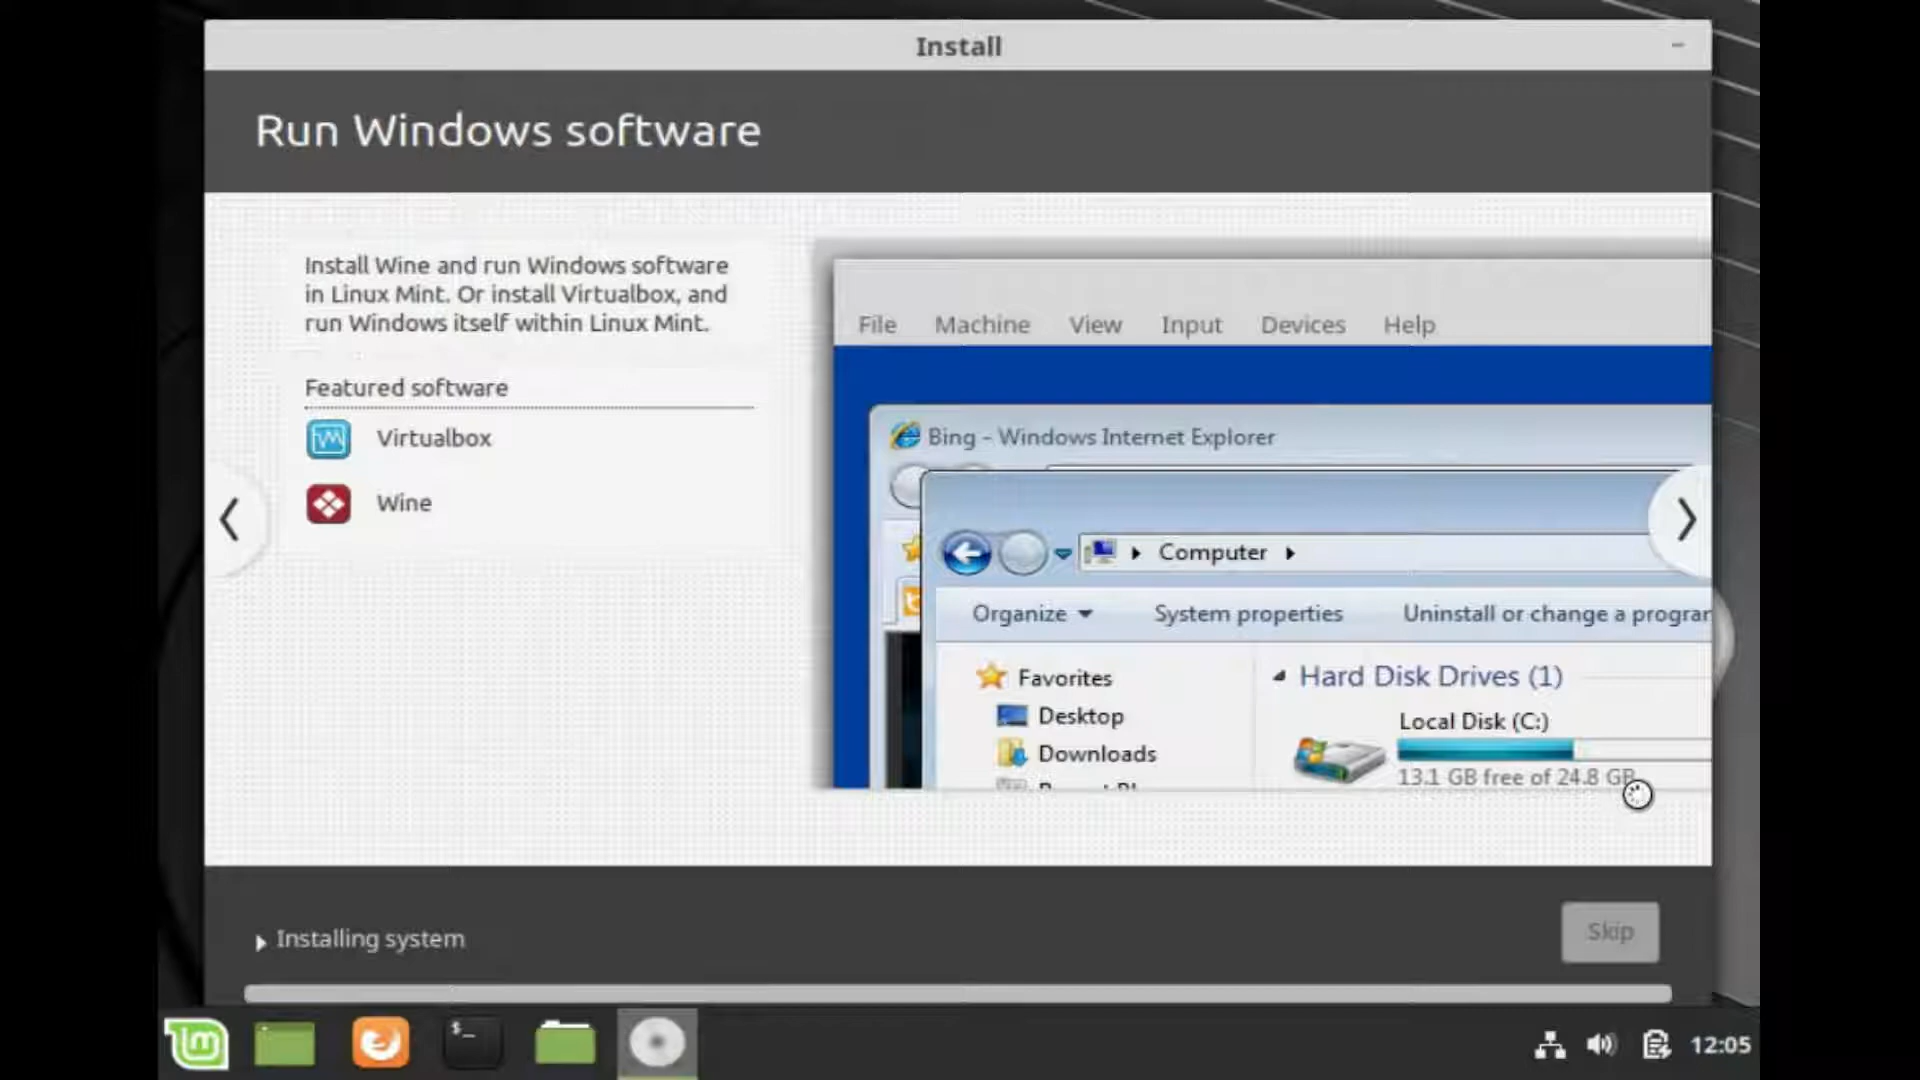 Install
Run Windows software
Install Wine and run Windows software
in Linux Mint. Or install Virtualbox, and
run Windows itself within Linux Mint.
Featured software
Virtualbox
Wine
File Machine View Input Devices Help
Bing - Windows Internet Explorer
Computer
Organize System properties Uninstall or change a program
Favorites
Desktop
Downloads
Hard Disk Drives (1)
Local Disk (C:)
13.1 GB free of 24.8 GB
Installing system
Skip
$_
12:05